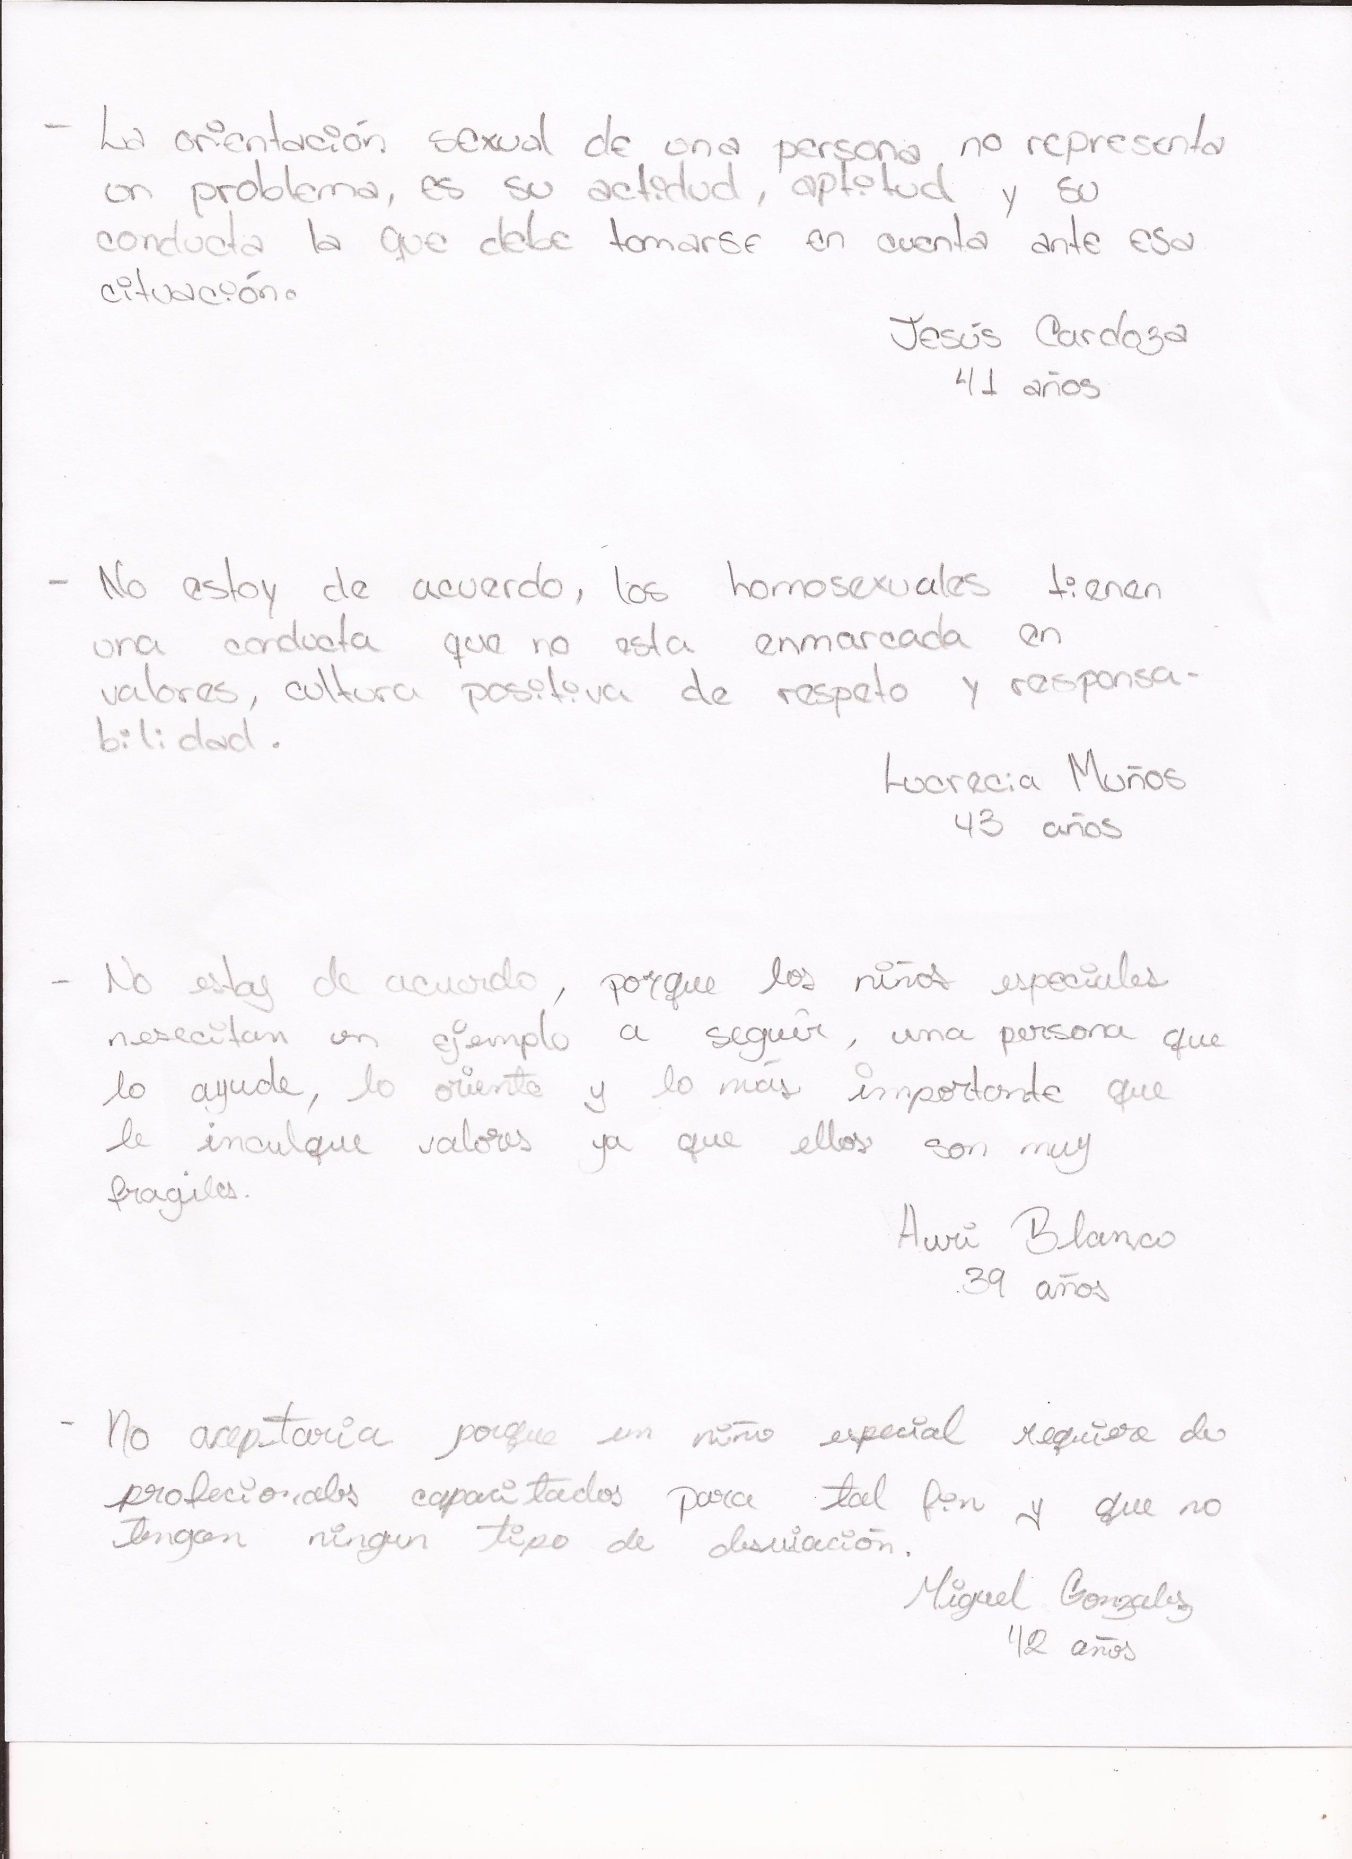 - La orientación sexual de una persona no representa
un problema, es su actidud, aptitud y su
conducta la que debe tomarse en cuenta ante esa
cituación.
Jesús Cardoza
41 años
- No estoy de acuerdo, los homosexuales tienen
una conducta que no esta enmarcada en
valores, cultura positiva de respeto y responsa-
bilidad.
Lucrecia Muños
43 años
- No estoy de acuerdo, porque los niños especiales
nesecitan un ejemplo a seguir, una persona que
lo ayude, lo oriente y lo más importante que
le inculque valores ya que ellos son muy
fragiles.
Auri Blanco
39 años
- No aceptaria porque un niño especial requiere de
profecionales capacitados para tal fin y que no
tengan ningun tipo de desviación.
Miguel Gonzalez
42 años